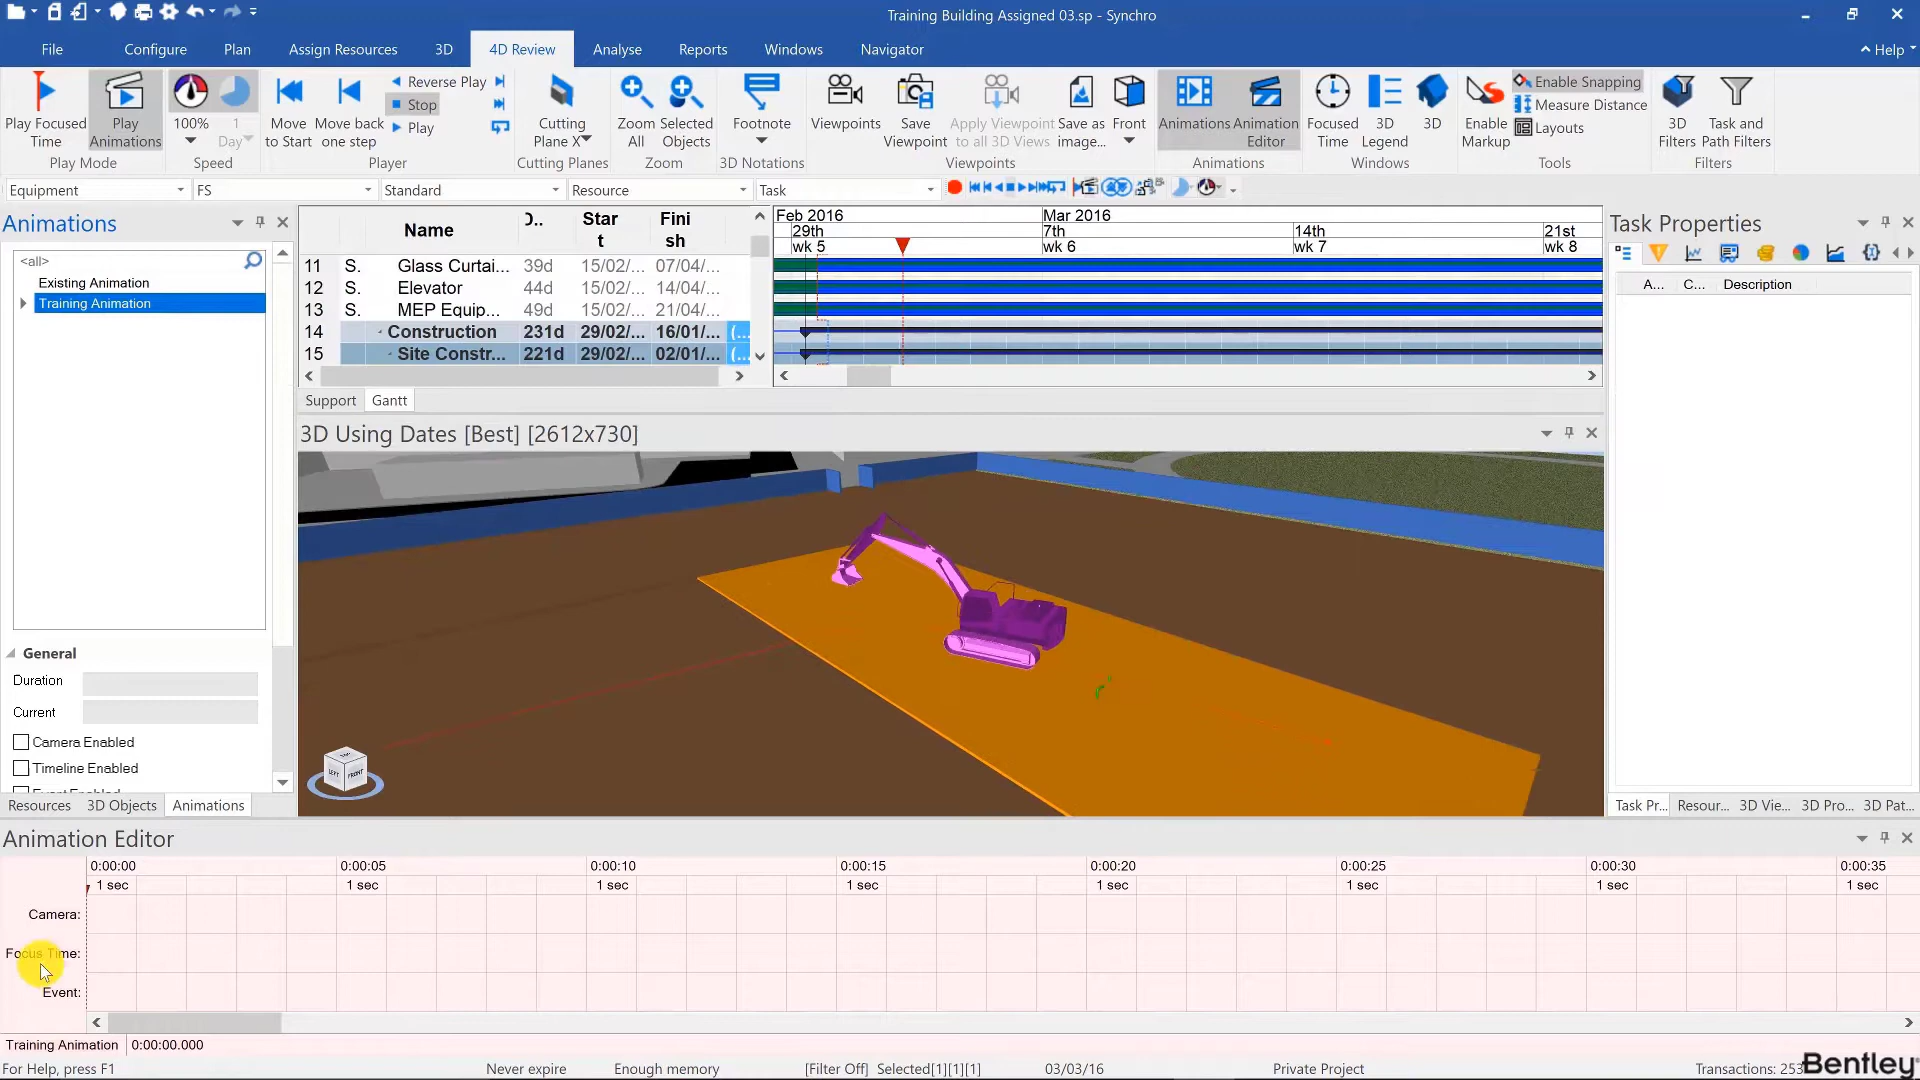 Training Building Assigned 03.sp - Synchro
File Configure Plan Assign Resources 3D 4D Review Analyse Reports Windows Navigator Help
Play Focused Time
Play Animations
Play Mode
100%
1 Day
Speed
Move to Start
Move back one step
Reverse Play
Stop
Play
Player
Cutting Plane X
Cutting Planes
Zoom All
Selected Objects
Zoom
Footnote
3D Notations
Viewpoints
Save Viewpoint
Apply Viewpoint to all 3D Views
Save as image...
Front
Viewpoints
Animations
Animation Editor
Animations
Focused Time
3D Legend
3D
Windows
Enable Markup
Enable Snapping
Measure Distance
Layouts
Tools
3D Filters
Task and Path Filters
Filters
Equipment FS Standard Resource Task
Animations
<all>
Existing Animation
Training Animation
General
Duration
Current
Camera Enabled
Timeline Enabled
Resources 3D Objects Animations
Name D.. Start Finish
11 S. Glass Curtai... 39d 15/02/... 07/04/...
12 S. Elevator 44d 15/02/... 14/04/...
13 S. MEP Equip... 49d 15/02/... 21/04/...
14 Construction 231d 29/02/... 16/01/... (...
15 Site Constr... 221d 29/02/... 02/01/... (...
Feb 2016 Mar 2016
29th 7th 14th 21st
wk 5 wk 6 wk 7 wk 8
Support Gantt
3D Using Dates [Best] [2612x730]
TOP
LEFT FRONT
Task Properties
A... C... Description
Task Pr... Resour... 3D Vie... 3D Pro... 3D Pat...
Animation Editor
0:00:00 0:00:05 0:00:10 0:00:15 0:00:20 0:00:25 0:00:30 0:00:35
1 sec 1 sec 1 sec 1 sec 1 sec 1 sec 1 sec 1 sec
Camera:
Focus Time:
Event:
Training Animation 0:00:00.000
For Help, press F1 Never expire Enough memory [Filter Off] Selected[1][1][1] 03/03/16 Private Project Transactions: 253
Bentley